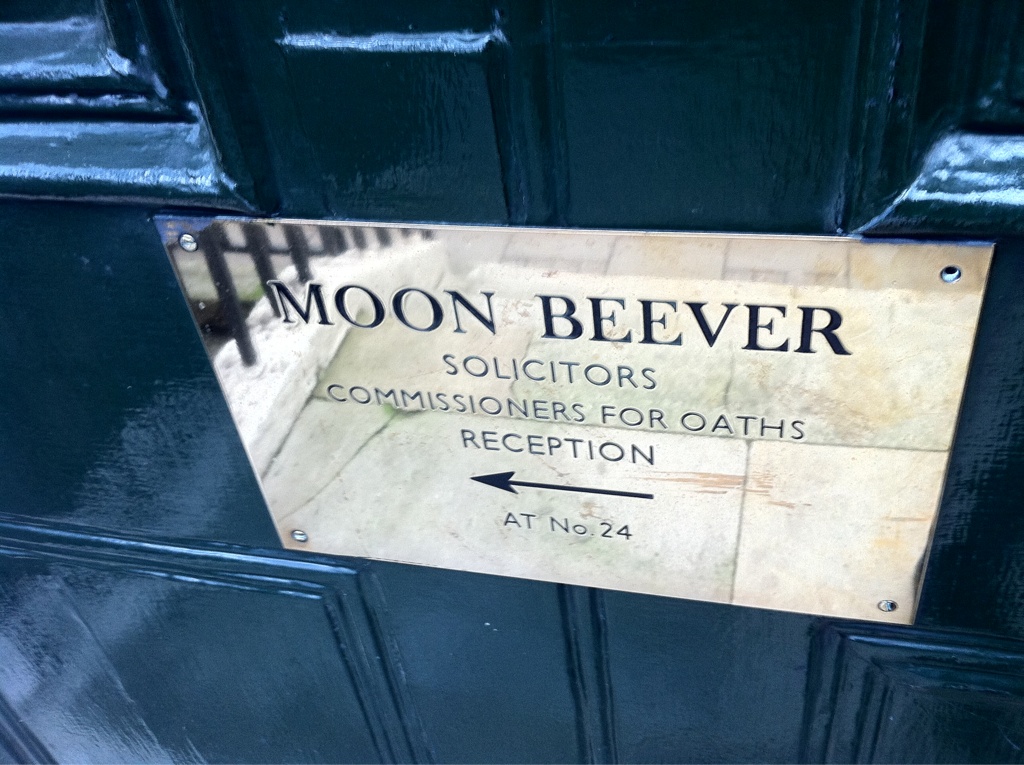 MOON BEEVER
SOLICITORS
COMMISSIONERS FOR OATHS
RECEPTION
AT No.24